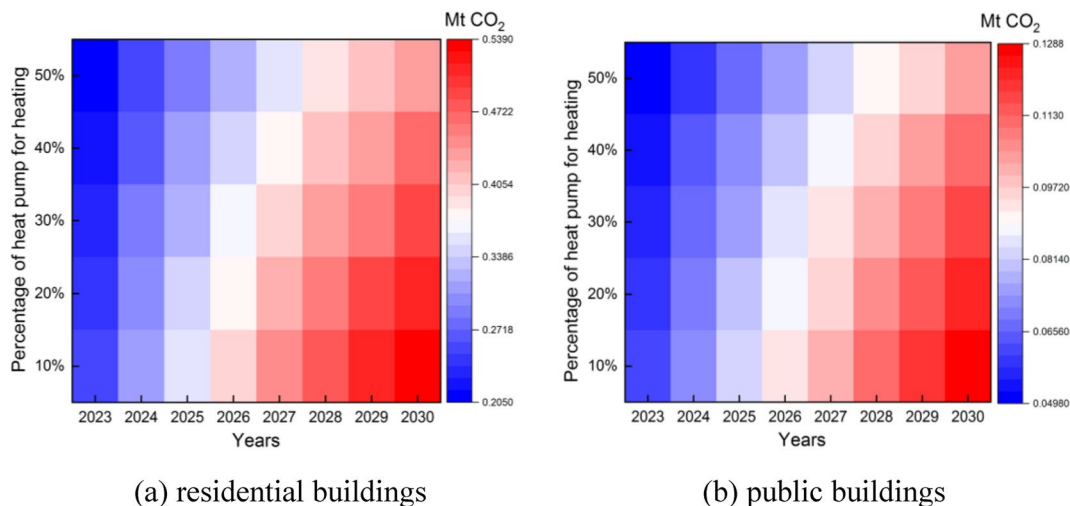 Mt CO2
0.5390
0.4722
0.4054
0.3386
0.2718
0.2050
Percentage of heat pump for heating
50%
40%
30%
20%
10%
2023 2024 2025 2026 2027 2028 2029 2030
Years
(a) residential buildings
Mt CO2
0.1288
0.1130
0.09720
0.08140
0.06560
0.04980
Percentage of heat pump for heating
50%
40%
30%
20%
10%
2023 2024 2025 2026 2027 2028 2029 2030
Years
(b) public buildings